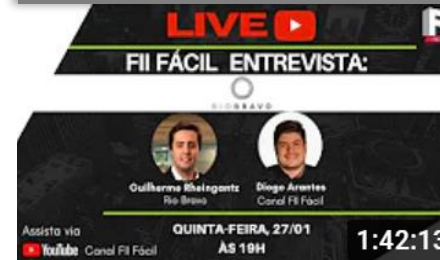 LIVE
FII FÁCIL ENTREVISTA:
RIO BRAVO
Guilherme Rheingantz
Rio Bravo
Diogo Arantes
Canal FII Fácil
Assista via
YouTube Canal FII Fácil
QUINTA-FEIRA, 27/01
ÀS 19H
1:42:13